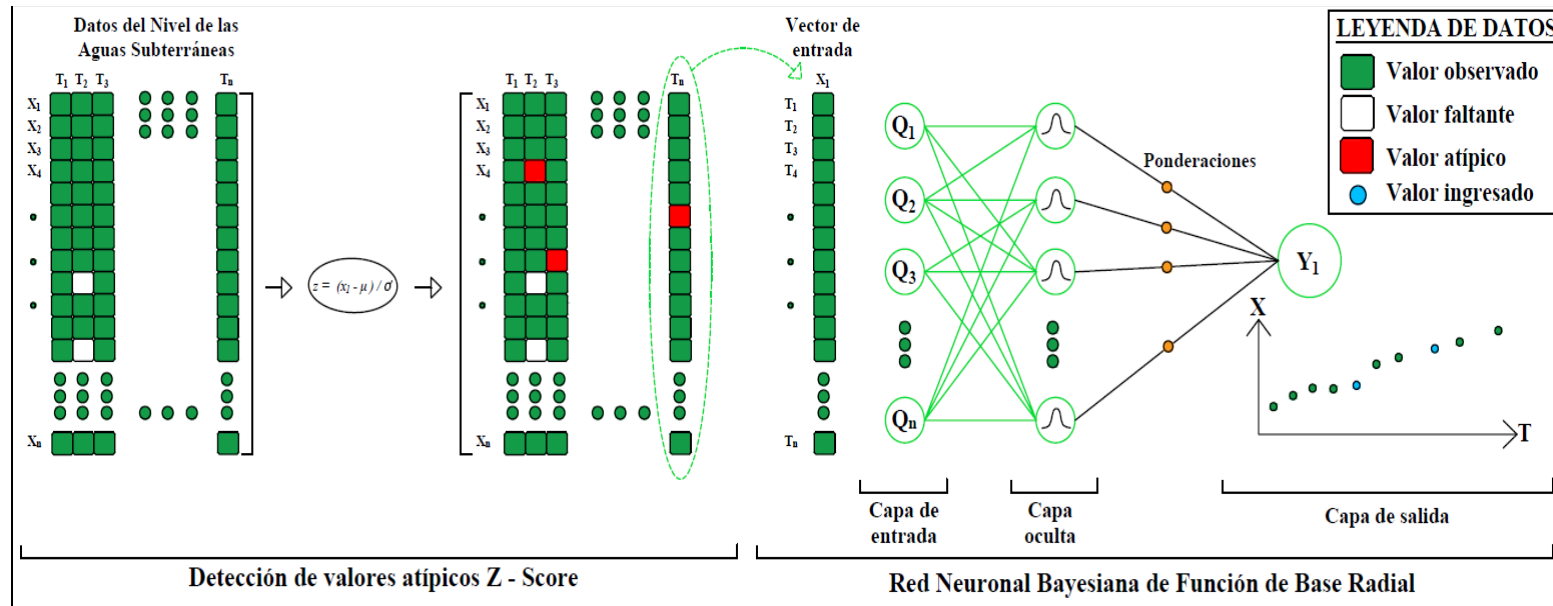 Datos del Nivel de las
Aguas Subterráneas
T1 T2 T3
Tn
X1
X2
X3
X4
Xn
z = (x1 - μ) / σ
T1 T2 T3
Tn
X1
X2
X3
X4
Xn
Vector de
entrada
X1
T1
T2
T3
T4
Tn
Q1
Q2
Q3
Qn
Ponderaciones
Y1
X
T
LEYENDA DE DATOS
Valor observado
Valor faltante
Valor atípico
Valor ingresado
Capa de
entrada
Capa
oculta
Capa de salida
Detección de valores atípicos Z - Score
Red Neuronal Bayesiana de Función de Base Radial